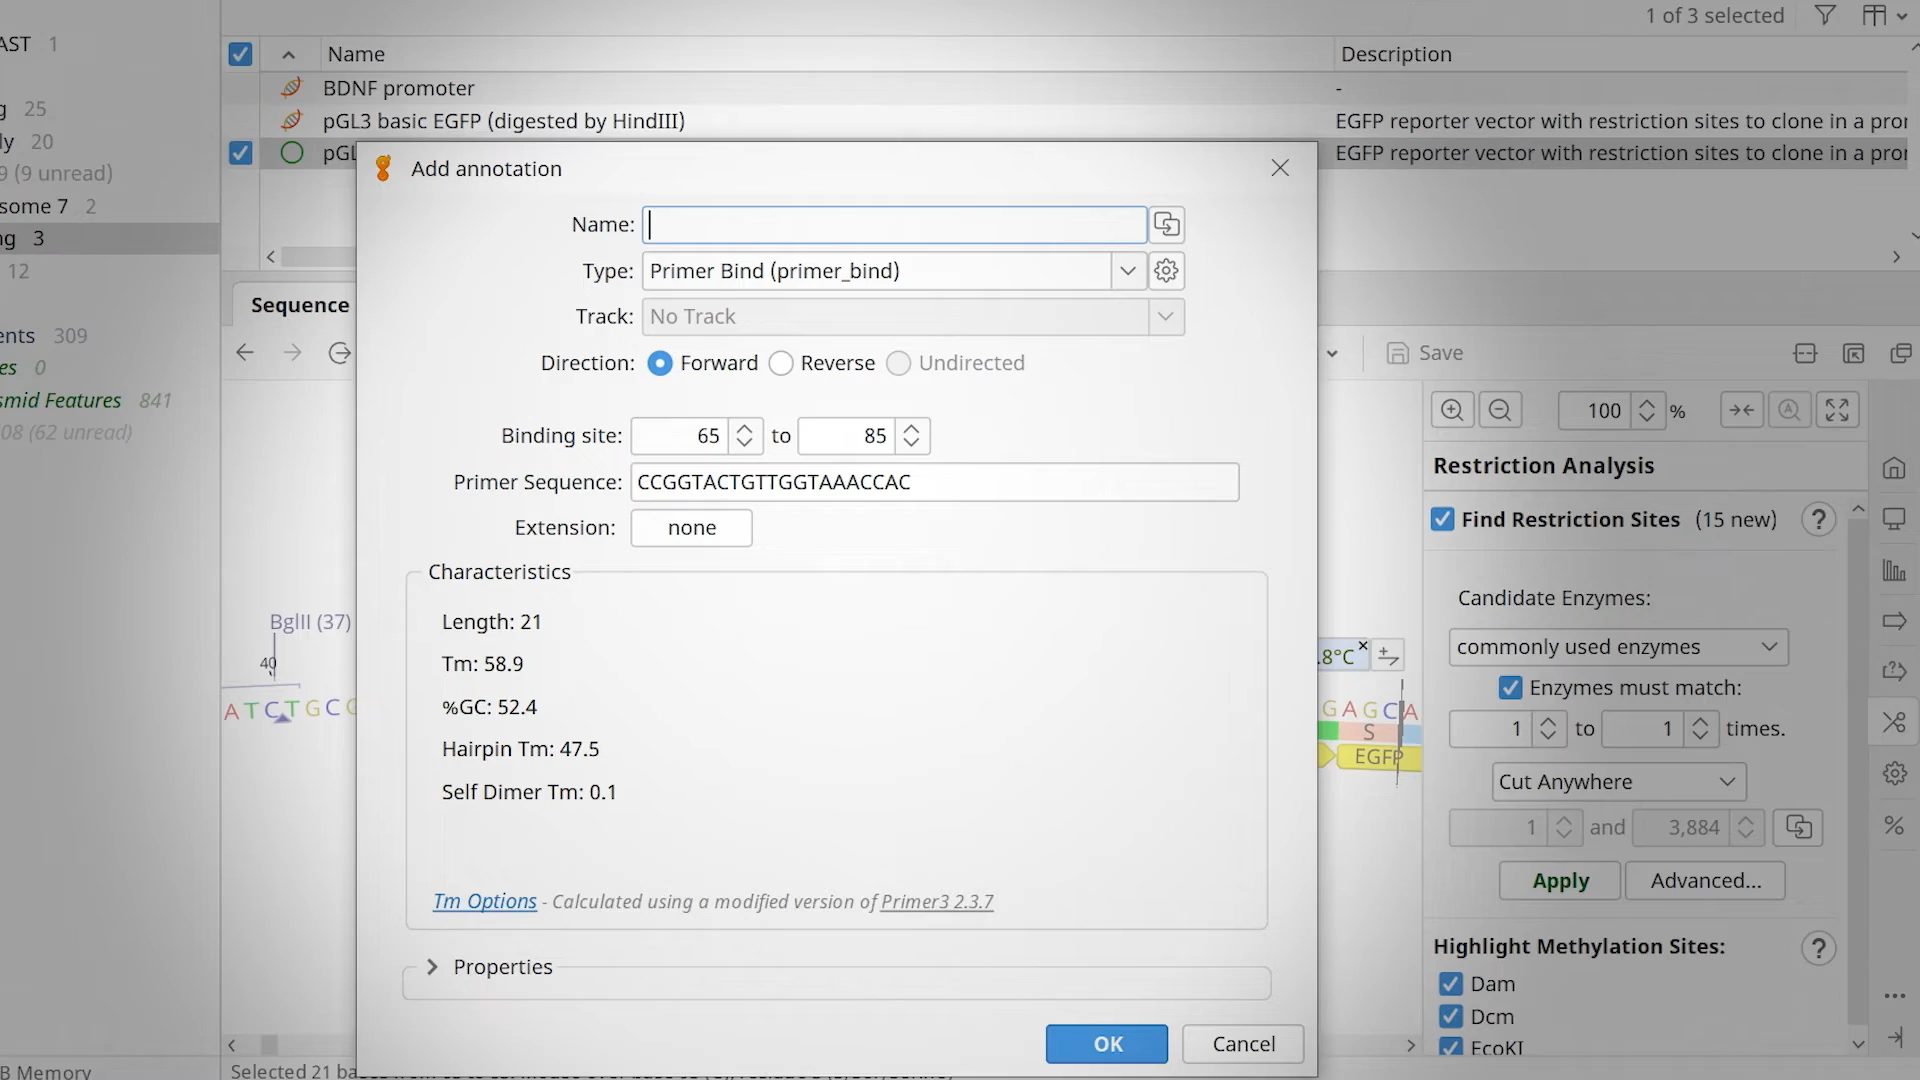 1 of 3 selected
AST 1
Name
Description
BDNF promoter
-
g 25
pGL3 basic EGFP (digested by HindIII)
EGFP reporter vector with restriction sites to clone in a pro
ly 20
pGL
EGFP reporter vector with restriction sites to clone in a pro
9 (9 unread)
some 7 2
ng 3
12
Add annotation
Name:
Type: Primer Bind (primer_bind)
Track: No Track
Direction: Forward Reverse Undirected
Binding site: 65 to 85
Primer Sequence: CCGGTACTGTTGGTAAACCAC
Extension: none
Characteristics
Length: 21
Tm: 58.9
%GC: 52.4
Hairpin Tm: 47.5
Self Dimer Tm: 0.1
Tm Options - Calculated using a modified version of Primer3 2.3.7
Properties
OK Cancel
Sequence
ents 309
es 0
smid Features 841
08 (62 unread)
BglII (37)
40
ATCTGCC
.8°C
GAGCA
S
EGFP
Save
100 %
Restriction Analysis
Find Restriction Sites (15 new) ?
Candidate Enzymes:
commonly used enzymes
Enzymes must match:
1 to 1 times.
Cut Anywhere
1 and 3,884
Apply Advanced...
Highlight Methylation Sites: ?
Dam
Dcm
EcoKI
B Memory
Selected 21 ba